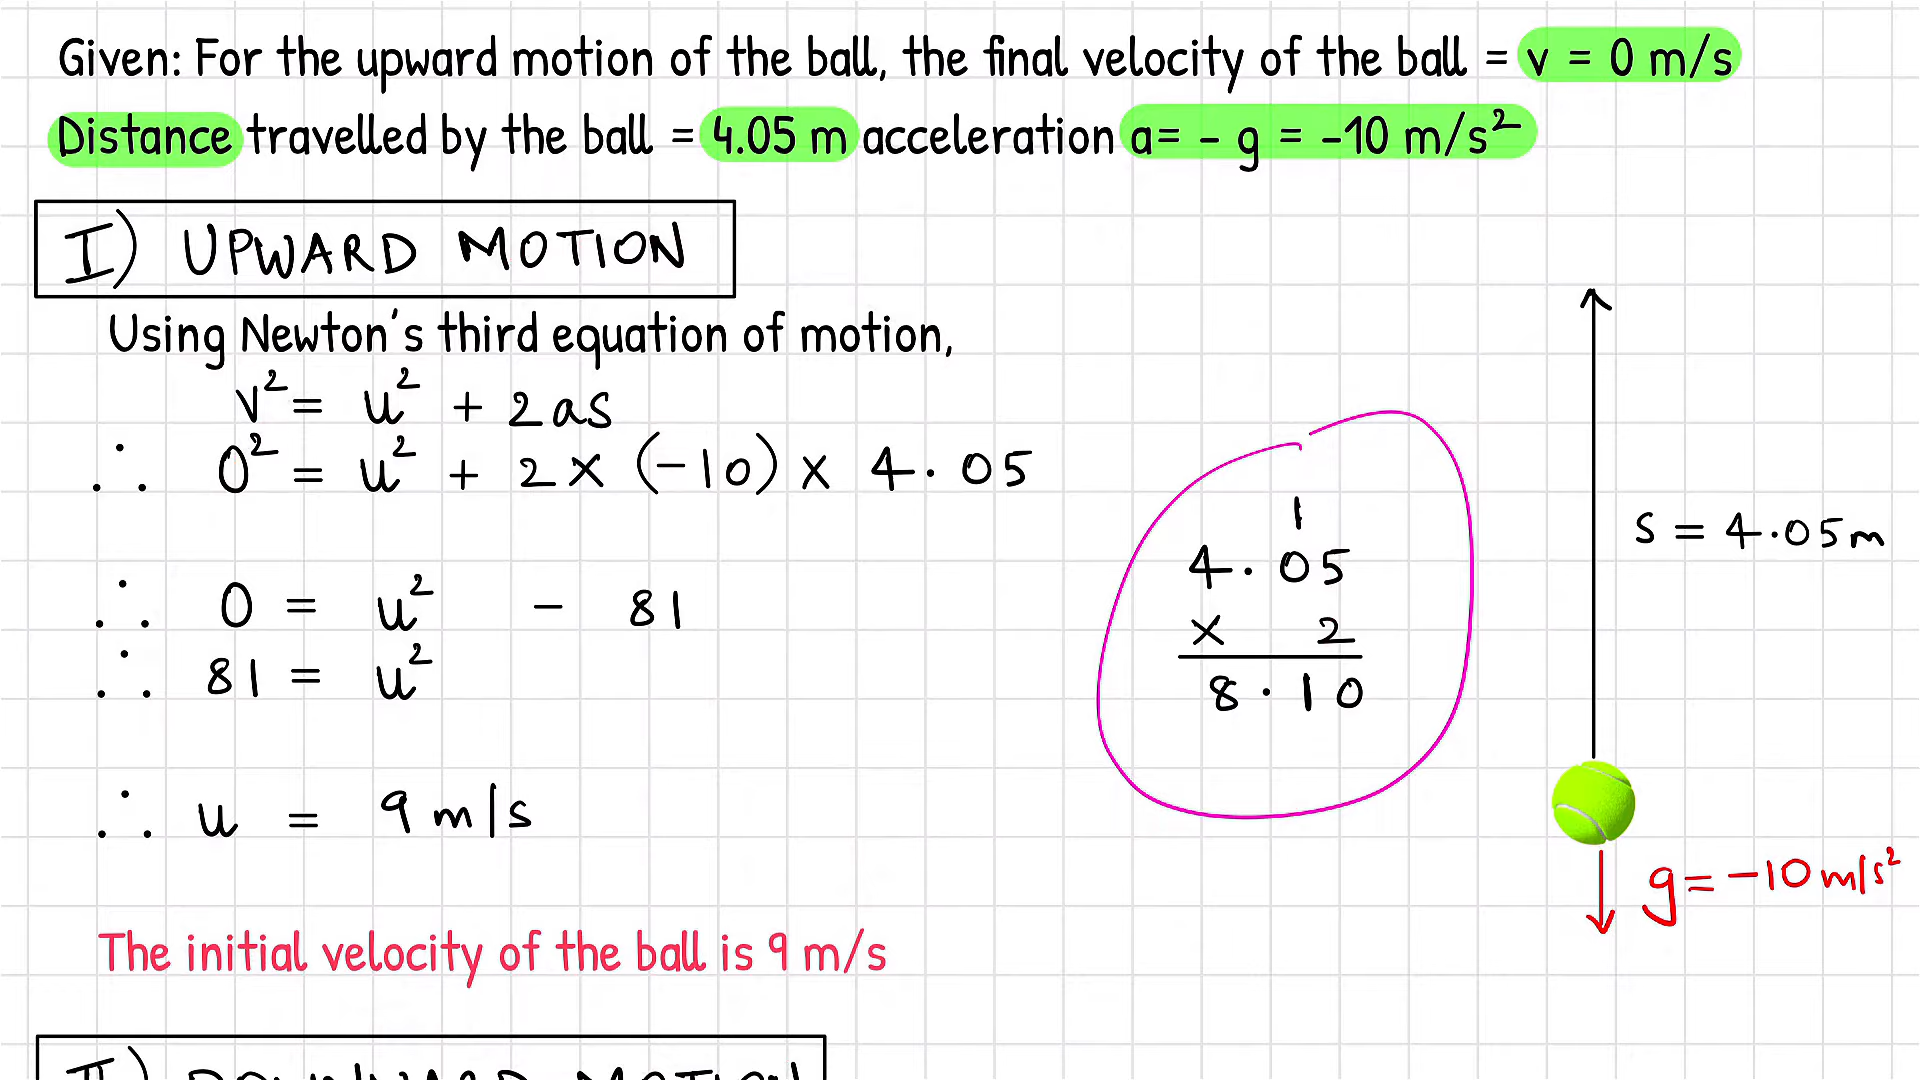 Given: For the upward motion of the ball, the final velocity of the ball = v = 0 m/s
Distance travelled by the ball = 4.05 m acceleration a= - g = -10 m/s²
I) UPWARD MOTION
Using Newton's third equation of motion,
v² = u² + 2as
∴ 0² = u² + 2 × (-10) × 4.05
∴ 0 = u² - 81
∴ 81 = u²
∴ u = 9 m/s
The initial velocity of the ball is 9 m/s
1
4.05
× 2
8.10
s = 4.05m
g = -10 m/s²
II) DOWNWARD MOTION